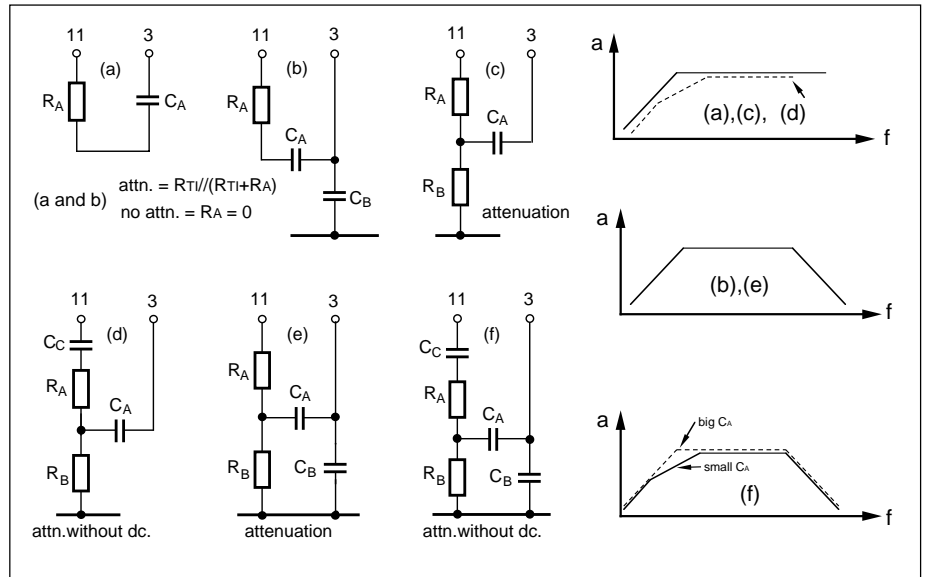 11 3
(a)
RA
CA
(a and b) attn. = RTI//(RTI+RA)
no attn. = RA = 0
11 3
(b)
RA
CA
CB
11 3
(c)
RA
CA
RB
attenuation
a
(a),(c), (d)
f
a
(b),(e)
f
11 3
(d)
CC
RA
CA
RB
attn.without dc.
11 3
(e)
RA
CA
RB
CB
attenuation
11 3
(f)
CC
RA
CA
RB
CB
attn.without dc.
a
big CA
small CA
(f)
f